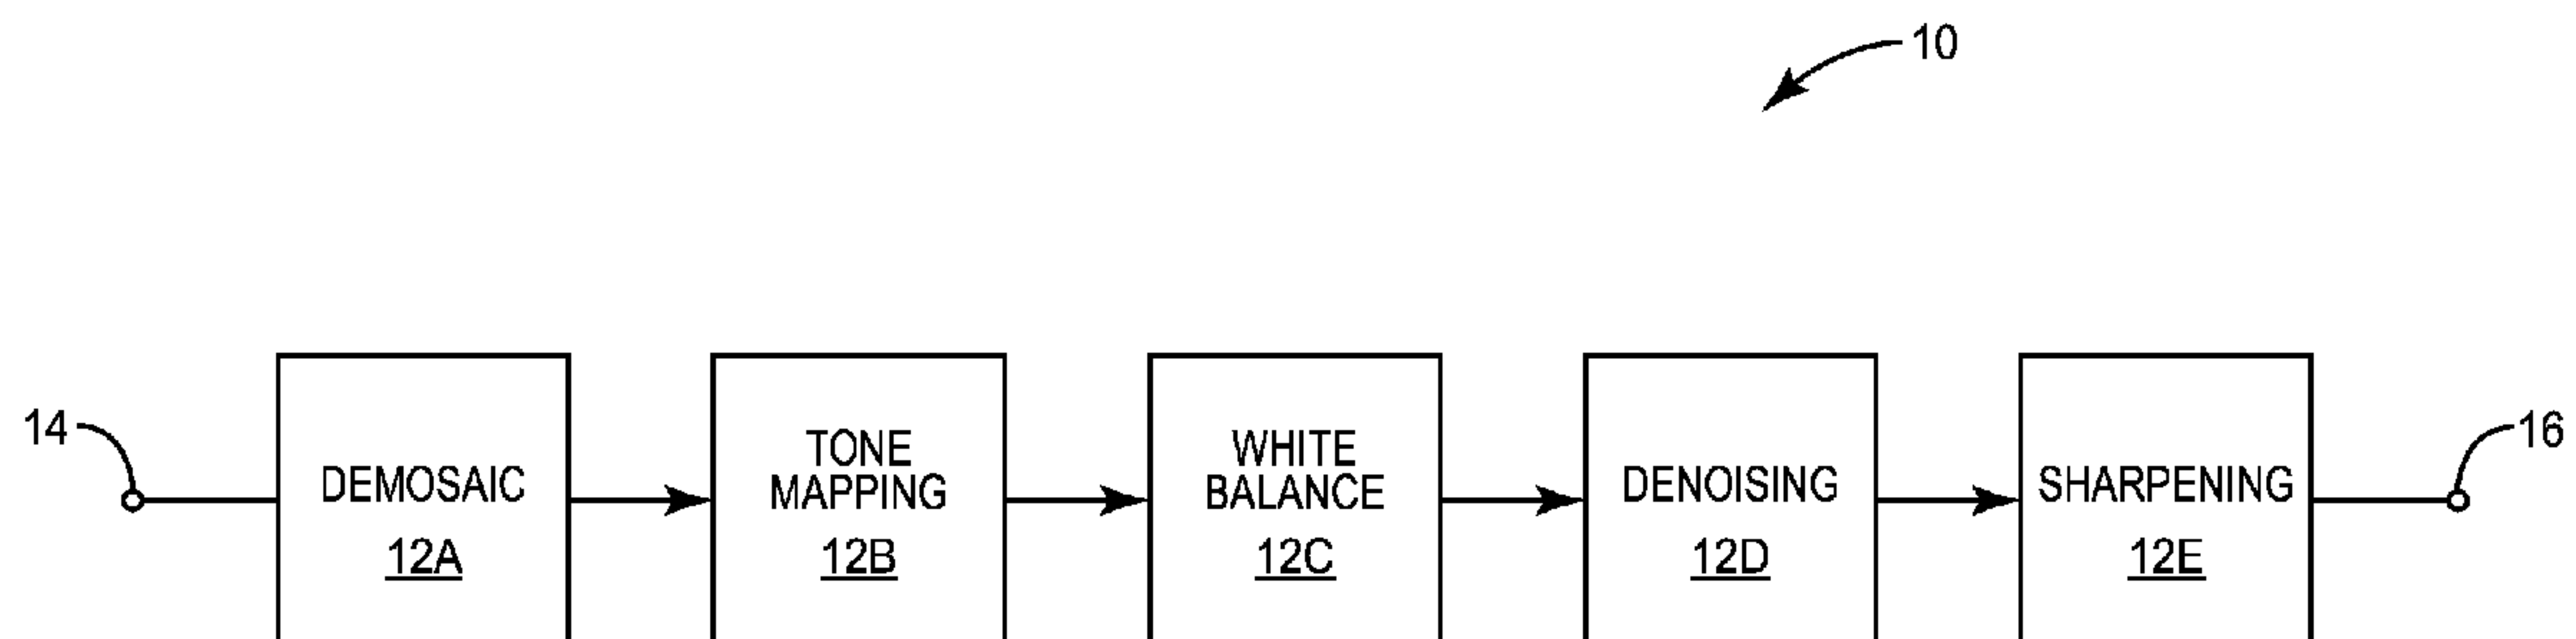 10
14
DEMOSAIC
12A
TONE
MAPPING
12B
WHITE
BALANCE
12C
DENOISING
12D
SHARPENING
12E
16